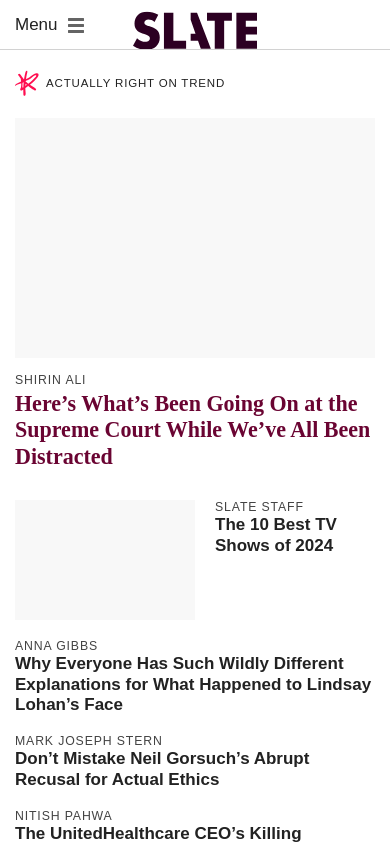 Menu
SLATE
ACTUALLY RIGHT ON TREND
SHIRIN ALI
Here’s What’s Been Going On at the
Supreme Court While We’ve All Been
Distracted
SLATE STAFF
The 10 Best TV
Shows of 2024
ANNA GIBBS
Why Everyone Has Such Wildly Different
Explanations for What Happened to Lindsay
Lohan’s Face
MARK JOSEPH STERN
Don’t Mistake Neil Gorsuch’s Abrupt
Recusal for Actual Ethics
NITISH PAHWA
The UnitedHealthcare CEO’s Killing